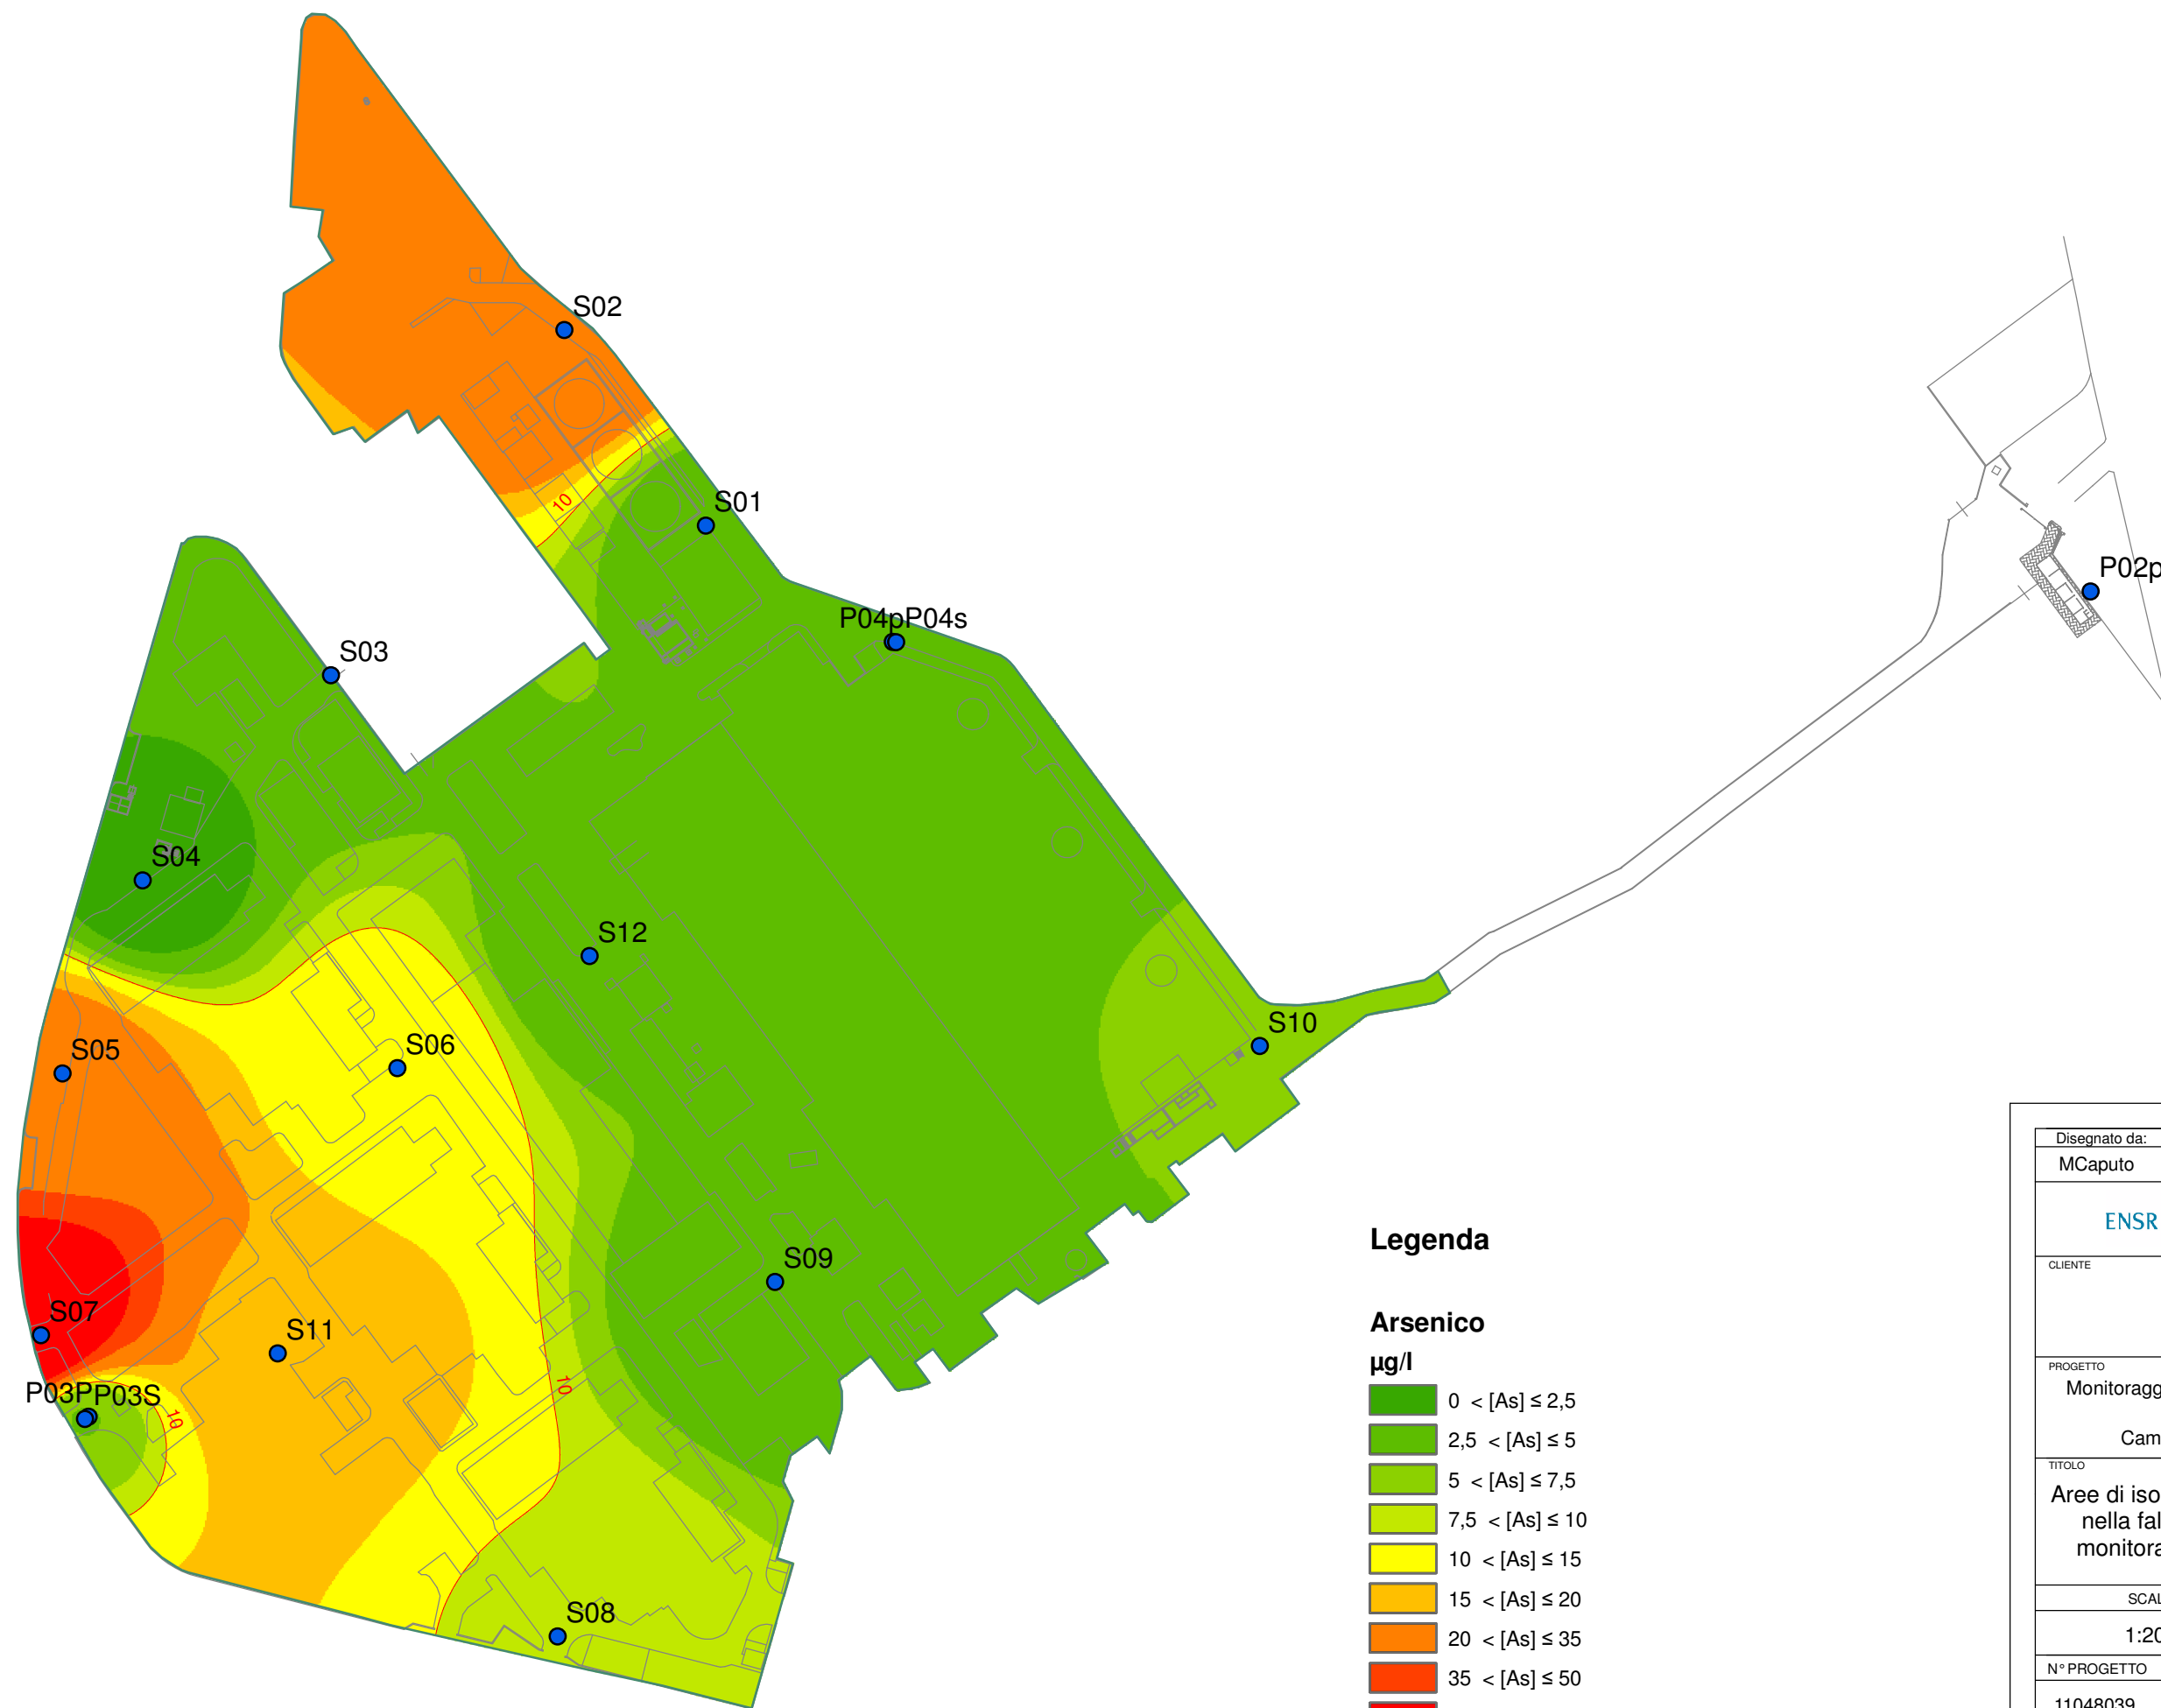 S02
10
S01
P02p
P04pP04s
S03
S04
S12
S10
S06
S05
Disegnato da:
MCaputo
ENSR
CLIENTE
Legenda
S09
S07
S11
Arsenico
µg/l
P03PP03S
10
10
PROGETTO
Monitoragg
Cam
0 < [As] ≤ 2,5
2,5 < [As] ≤ 5
5 < [As] ≤ 7,5
7,5 < [As] ≤ 10
10 < [As] ≤ 15
15 < [As] ≤ 20
20 < [As] ≤ 35
35 < [As] ≤ 50
TITOLO
Aree di iso
nella fal
monitora
S08
SCAL
1:20
N° PROGETTO
11048039